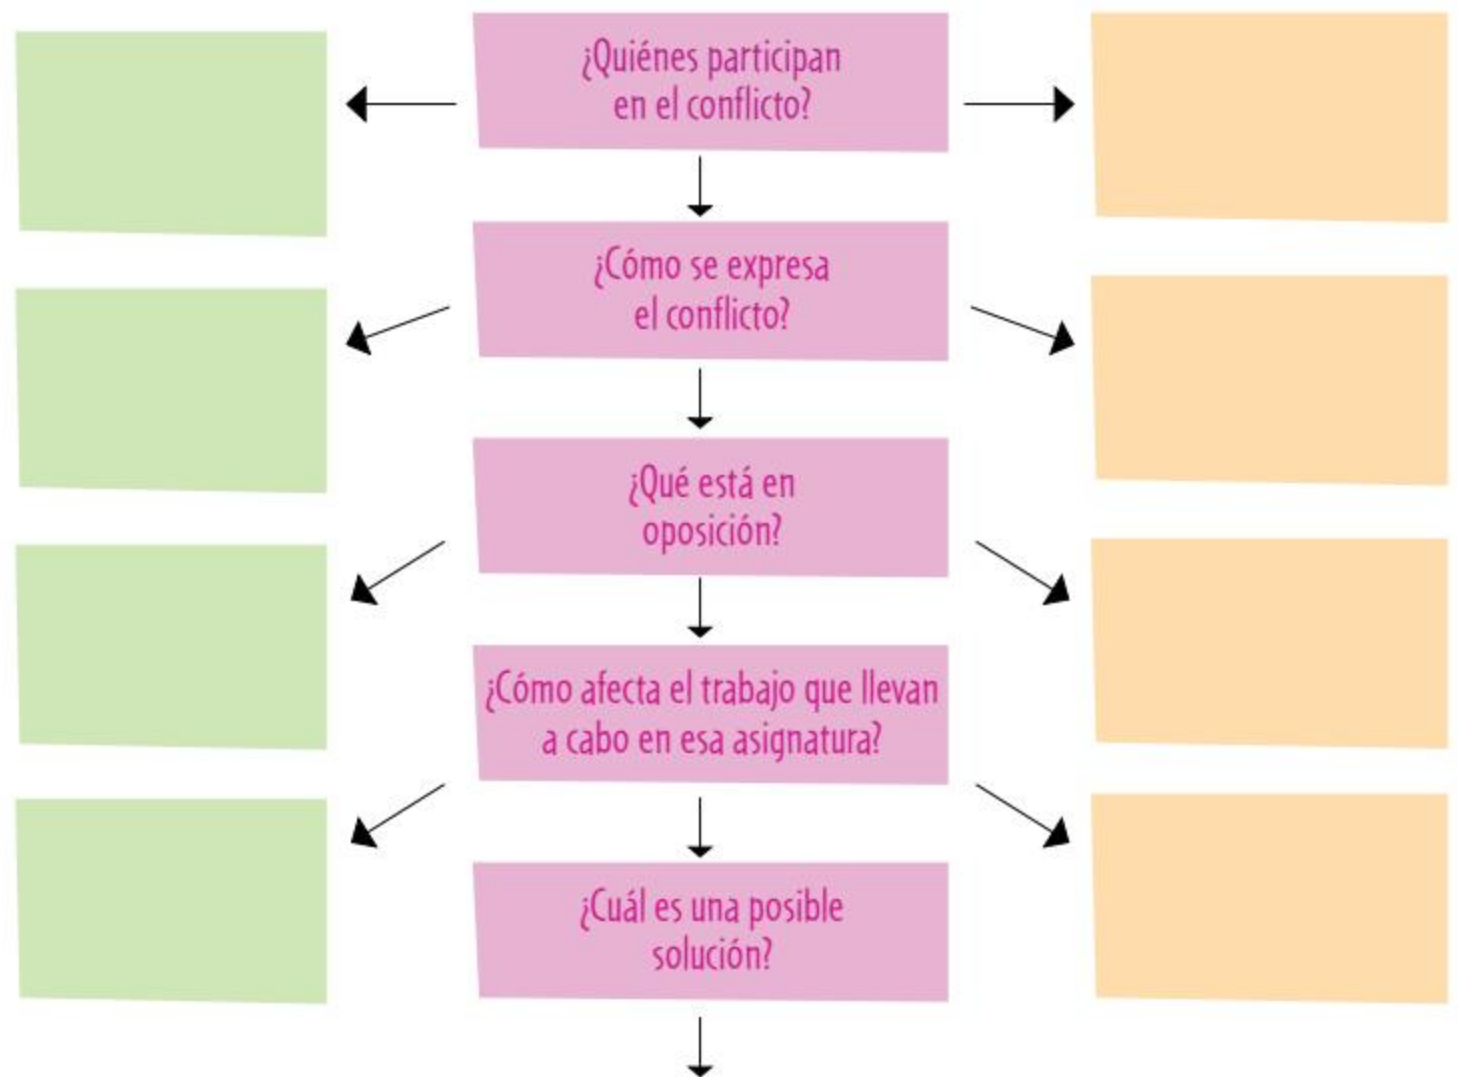 ¿Quiénes participan
en el conflicto?
¿Cómo se expresa
el conflicto?
¿Qué está en
oposición?
¿Cómo afecta el trabajo que llevan
a cabo en esa asignatura?
¿Cuál es una posible
solución?